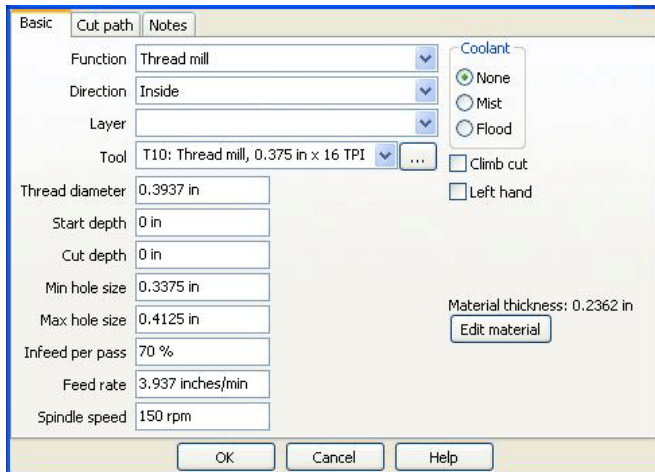 Basic Cut path Notes
Function Thread mill
Direction Inside
Layer
Tool T10: Thread mill, 0.375 in x 16 TPI ...
Thread diameter 0.3937 in
Start depth 0 in
Cut depth 0 in
Min hole size 0.3375 in
Max hole size 0.4125 in
Infeed per pass 70 %
Feed rate 3.937 inches/min
Spindle speed 150 rpm
Coolant
None
Mist
Flood
Climb cut
Left hand
Material thickness: 0.2362 in
Edit material
OK Cancel Help